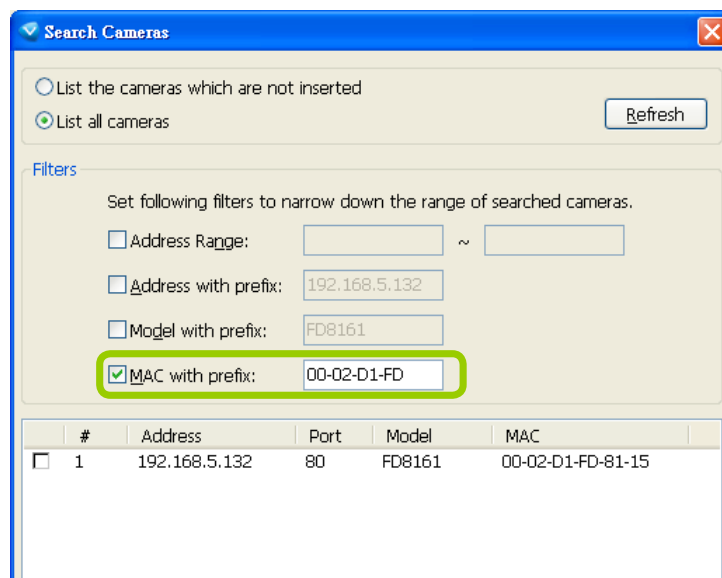 Search Cameras
List the cameras which are not inserted
List all cameras
Refresh
Filters
Set following filters to narrow down the range of searched cameras.
Address Range: ~
Address with prefix: 192.168.5.132
Model with prefix: FD8161
MAC with prefix: 00-02-D1-FD
# Address Port Model MAC
1 192.168.5.132 80 FD8161 00-02-D1-FD-81-15